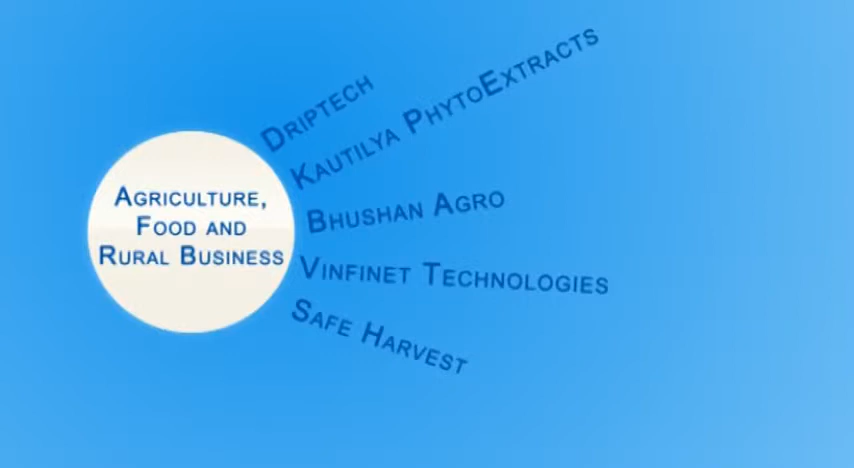 Agriculture,
Food and
Rural Business
Driptech
Kautilya PhytoExtracts
Bhushan Agro
Vinfinet Technologies
Safe Harvest